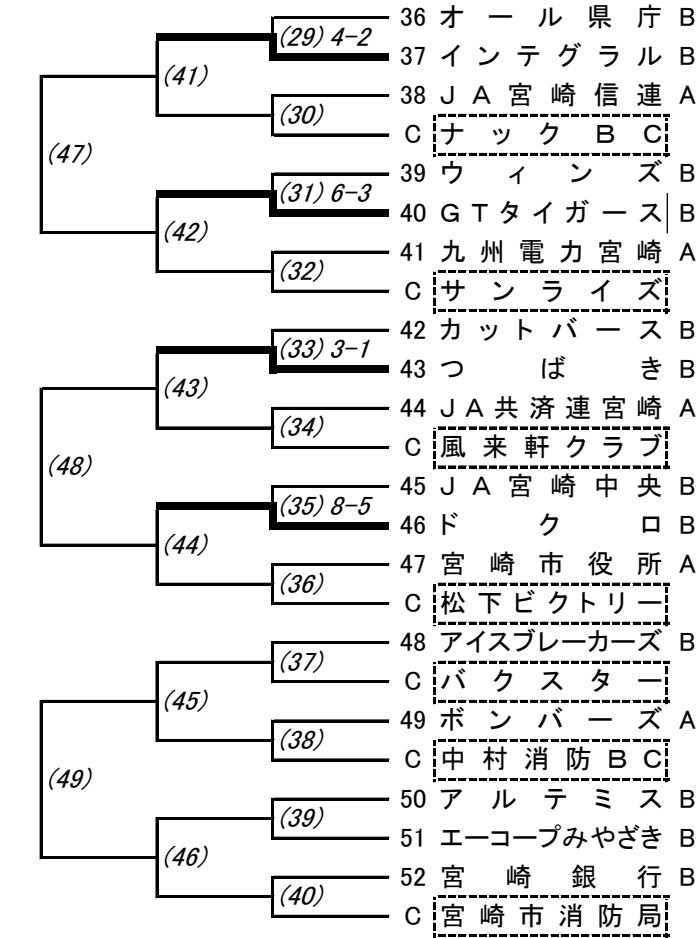 36 オール県庁 B
(29) 4-2
37 インテグラル B
(41)
38 JA宮崎信連 A
(30)
C ナックBC
(47)
39 ウィンズ B
(31) 6-3
40 GTタイガース B
(42)
41 九州電力宮崎 A
(32)
C サンライズ
42 カットバース B
(33) 3-1
43 つばき B
(43)
44 JA共済連宮崎 A
(34)
C 風来軒クラブ
(48)
45 JA宮崎中央 B
(35) 8-5
46 ドクロ B
(44)
47 宮崎市役所 A
(36)
C 松下ビクトリー
48 アイスブレーカーズ B
(37)
C バクスター
(45)
49 ボンバーズ A
(38)
C 中村消防BC
(49)
50 アルテミス B
(39)
51 エーコープみやざき B
(46)
52 宮崎銀行 B
(40)
C 宮崎市消防局